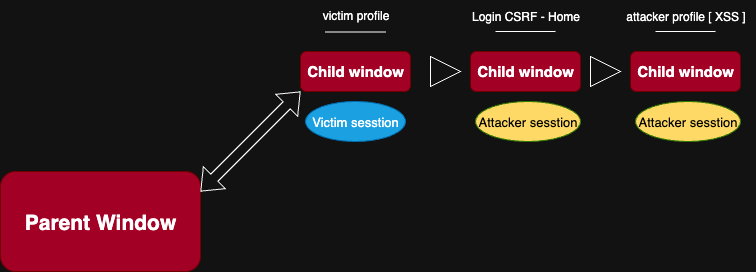 victim profile
Login CSRF - Home
attacker profile [ XSS ]
Child window
Child window
Child window
Victim sesstion
Attacker sesstion
Attacker sesstion
Parent Window